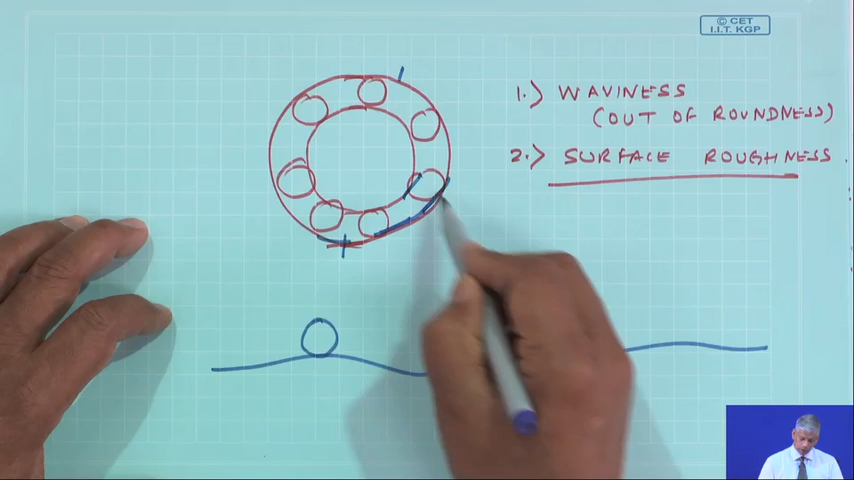 © CET
I.I.T. KGP
1.) WAVINESS
(OUT OF ROUNDNESS)
2.) SURFACE ROUGHNESS.